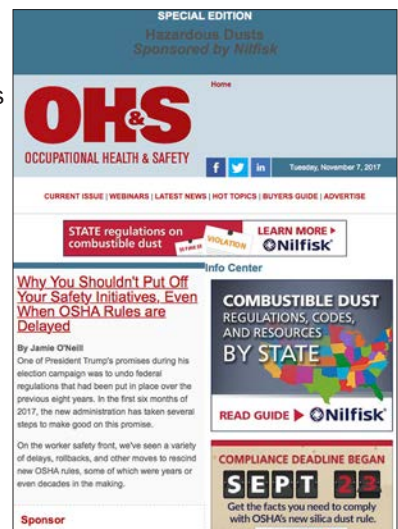 s
SPECIAL EDITION
Hazardous Dusts
Sponsored by Nilfisk
Home
OH&S
OCCUPATIONAL HEALTH & SAFETY
f
in
Tuesday, November 7, 2017
CURRENT ISSUE | WEBINARS | LATEST NEWS | HOT TOPICS | BUYERS GUIDE | ADVERTISE
STATE regulations on
combustible dust
VIOLATION
LEARN MORE
Nilfisk
Why You Shouldn't Put Off
Your Safety Initiatives, Even
When OSHA Rules are
Delayed
By Jamie O'Neill
One of President Trump's promises during his
election campaign was to undo federal
regulations that had been put in place over the
previous eight years. In the first six months of
2017, the new administration has taken several
steps to make good on this promise.
On the worker safety front, we've seen a variety
of delays, rollbacks, and other moves to rescind
new OSHA rules, some of which were years or
even decades in the making.
Sponsor
Info Center
COMBUSTIBLE DUST
REGULATIONS, CODES,
AND RESOURCES
BY STATE
READ GUIDE
Nilfisk
COMPLIANCE DEADLINE BEGAN
SEPT 23
Get the facts you need to comply
with OSHA's new silica dust rule.